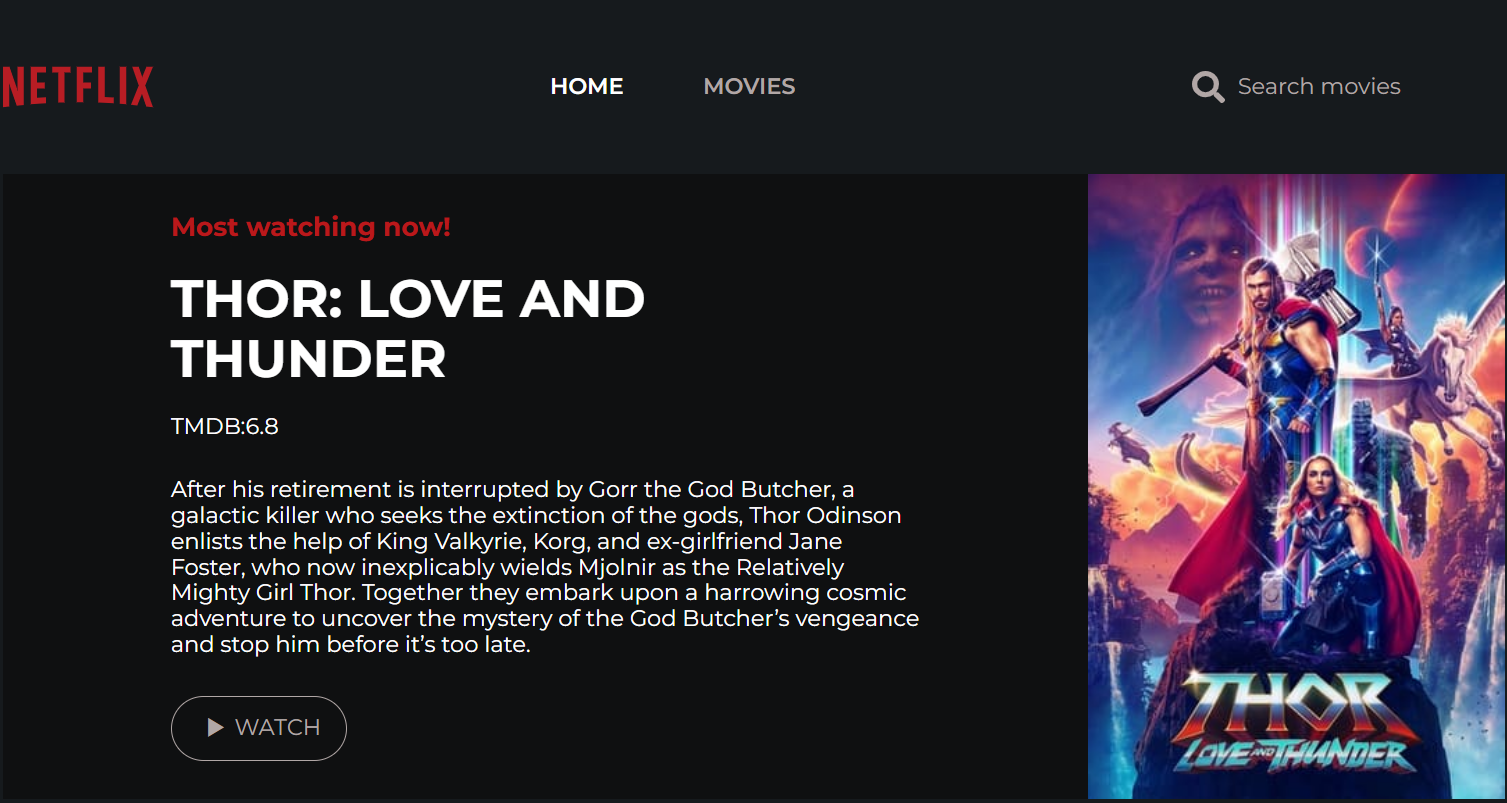 NETFLIX
HOME
MOVIES
Search movies
Most watching now!
THOR: LOVE AND
THUNDER
TMDB:6.8
After his retirement is interrupted by Gorr the God Butcher, a
galactic killer who seeks the extinction of the gods, Thor Odinson
enlists the help of King Valkyrie, Korg, and ex-girlfriend Jane
Foster, who now inexplicably wields Mjolnir as the Relatively
Mighty Girl Thor. Together they embark upon a harrowing cosmic
adventure to uncover the mystery of the God Butcher’s vengeance
and stop him before it’s too late.
WATCH
THOR
LOVE AND THUNDER